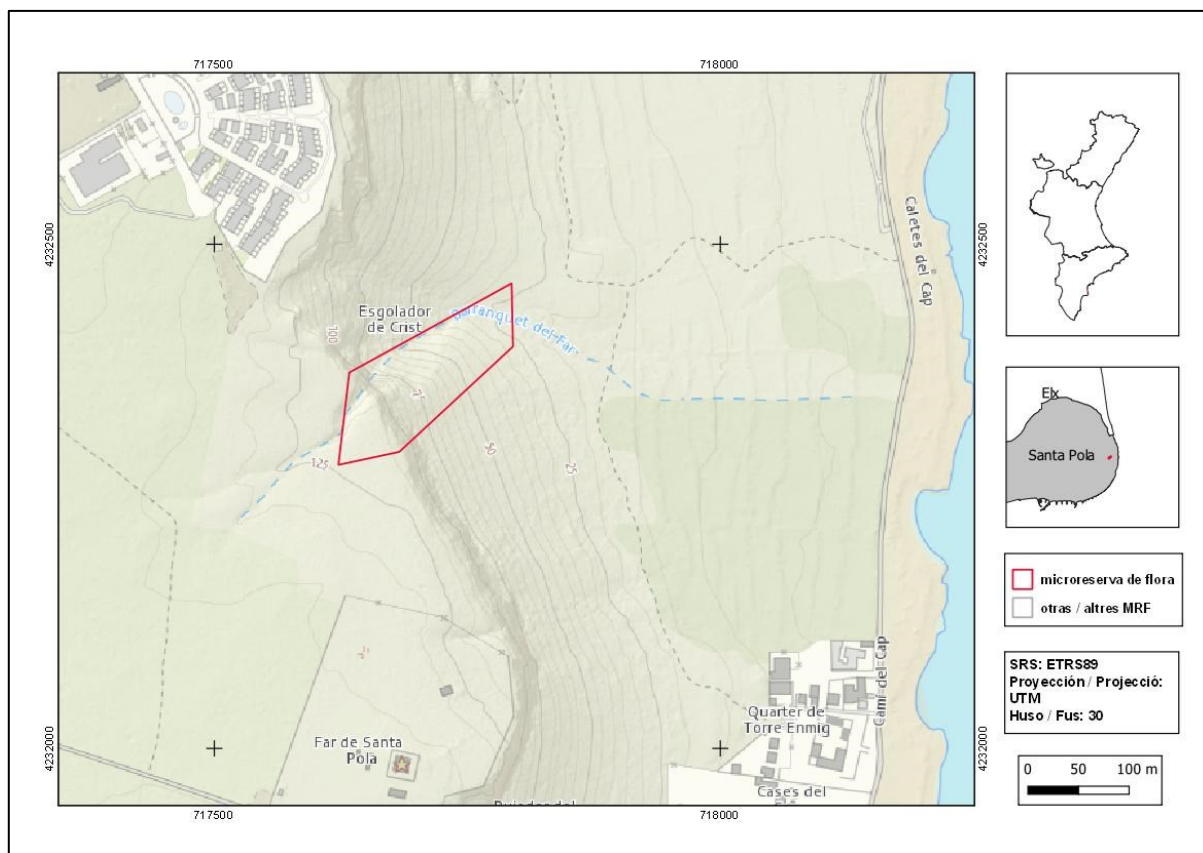 717500
718000
4232500
4232500
Caletes del Cap
Esgolador
de Crist
Barranquet del Far
100
75
50
25
125
Elx
Santa Pola
microreserva de flora
otras / altres MRF
SRS: ETRS89
Proyección / Projecció:
UTM
Huso / Fus: 30
0 50 100 m
Camí del Cap
Quarter de
Torre Enmig
Far de Santa
Pola
Cases del
4232000
4232000
717500
718000